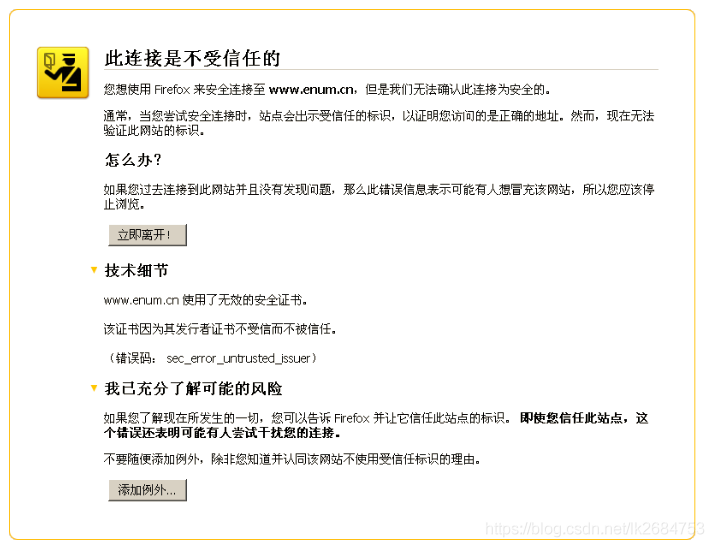 此连接是不受信任的
您想使用 Firefox 来安全连接至 www.enum.cn，但是我们无法确认此连接为安全的。
通常，当您尝试安全连接时，站点会出示受信任的标识，以证明您访问的是正确的地址。然而，现在无法
验证此网站的标识。
怎么办？
如果您过去连接到此网站并且没有发现问题，那么此错误信息表示可能有人想冒充该网站，所以您应该停
止浏览。
立即离开！
技术细节
www.enum.cn 使用了无效的安全证书。
该证书因为其发行者证书不受信而不被信任。
（错误码： sec_error_untrusted_issuer）
我已充分了解可能的风险
如果您了解现在所发生的一切，您可以告诉 Firefox 并让它信任此站点的标识。 即使您信任此站点，这
个错误还表明可能有人尝试干扰您的连接。
不要随便添加例外，除非您知道并认同该网站不使用受信任标识的理由。
添加例外...
https://blog.csdn.net/lk2684753